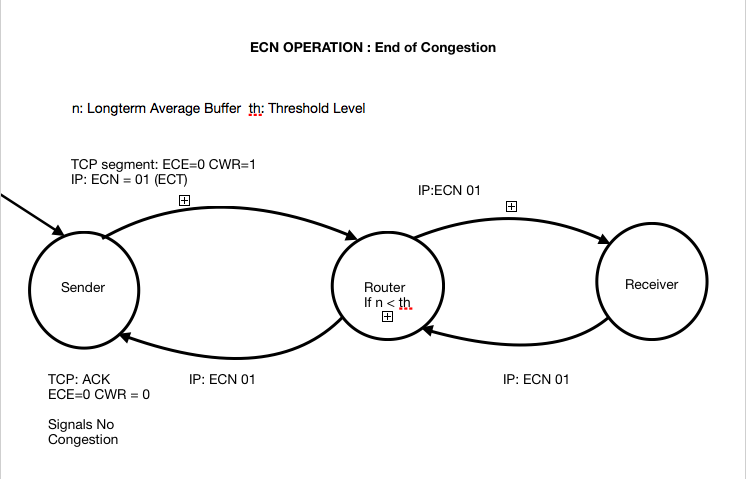 ECN OPERATION : End of Congestion
n: Longterm Average Buffer th: Threshold Level
TCP segment: ECE=0 CWR=1
IP: ECN = 01 (ECT)
IP:ECN 01
Sender
Router
If n < th
Receiver
TCP: ACK
ECE=0 CWR = 0
IP: ECN 01
IP: ECN 01
Signals No
Congestion